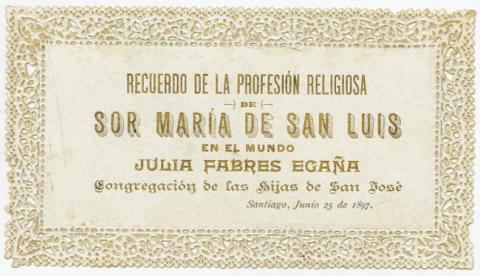 RECUERDO DE LA PROFESIÓN RELIGIOSA
DE
SOR MARÍA DE SAN LUIS
EN EL MUNDO
JULIA FABRES EGAÑA
Congregación de las Hijas de San José
Santiago, Junio 25 de 1897.